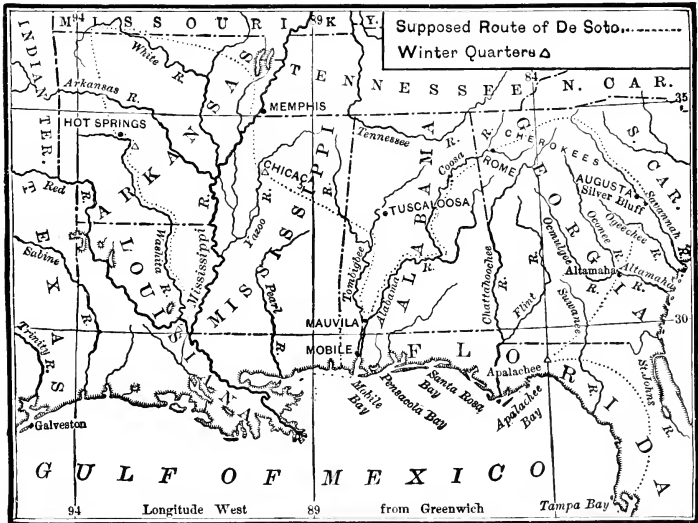 M I S S O U R I
94
89
K Y.
Supposed Route of De Soto
Winter Quarters
84
INDIAN TER.
White R.
Arkansas R.
ARKANSAS
TENNESSEE
N. CAR.
35
MEMPHIS
HOT SPRINGS
Tennessee R.
CHEROKEES
S. CAR.
Coosa R.
ROME
CHICAC
AUGUSTA
Silver Bluff
Savannah R.
Red R.
TUSCALOOSA
Yazoo R.
MISSISSIPPI
ALABAMA
GEORGIA
Ogeechee R.
Oconee R.
Ocmulgee
Washita R.
Mississippi R.
Tombigbee R.
Alabama R.
Chattahoochee R.
Flint R.
Altamaha
Altamaha R.
Sabine R.
TEXAS
LOUISIANA
Pearl R.
Suwanee R.
MAUVILA
30
Trinity R.
MOBILE
FLORIDA
Apalachee
St. Johns R.
Mobile Bay
Pensacola Bay
Santa Rosa Bay
Apalachee Bay
Galveston
GULF OF MEXICO
Tampa Bay
94
Longitude West
89
from Greenwich